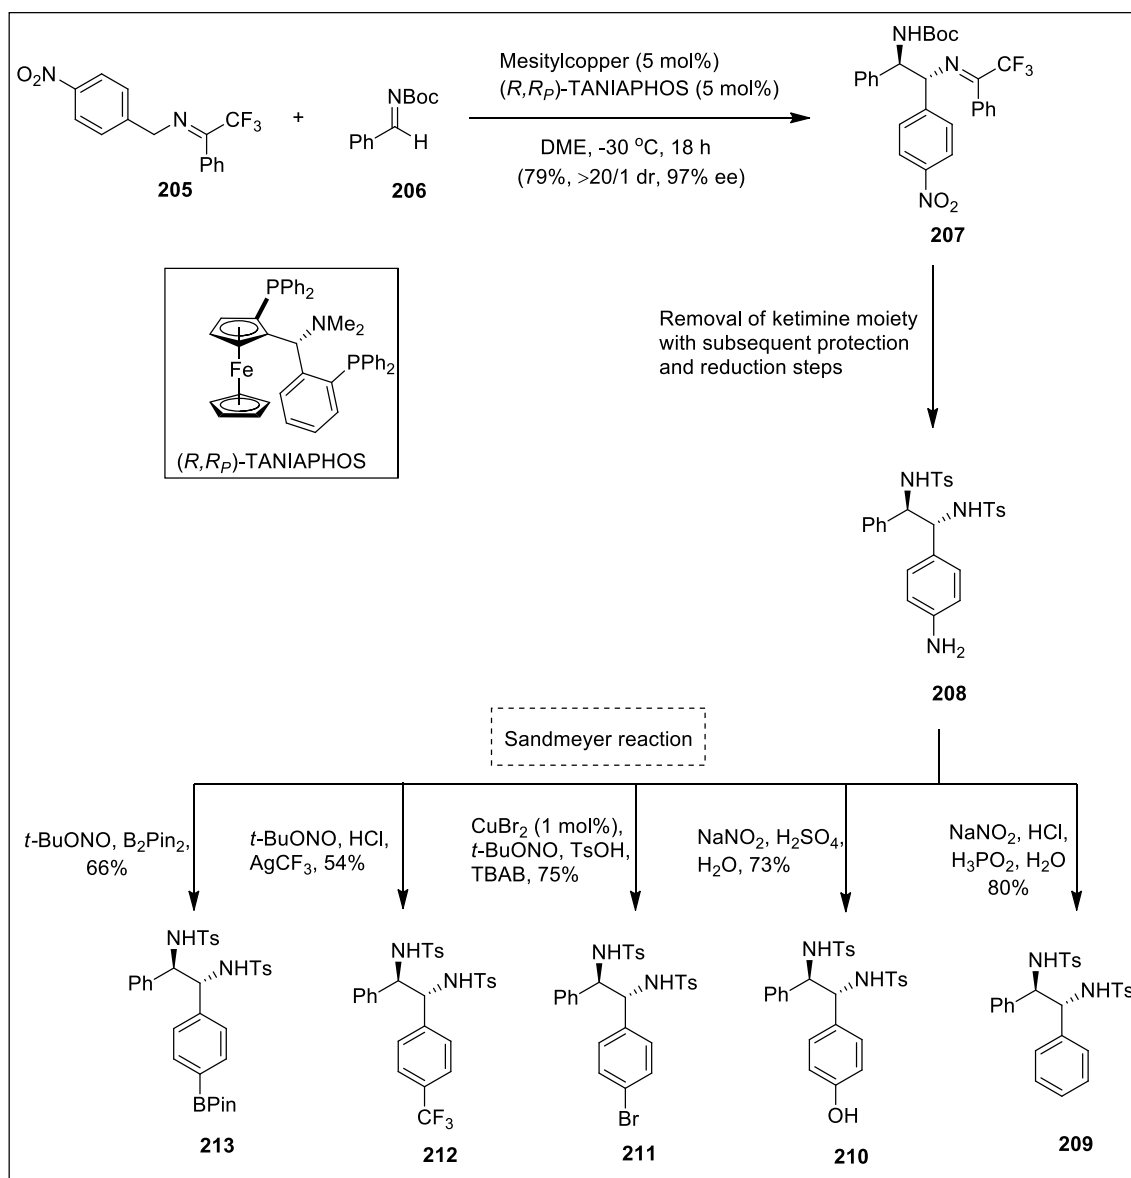 O₂N
N
CF₃
Ph
205
+
NBoc
Ph
H
206
Mesitylcopper (5 mol%)
(R,Rₚ)-TANIAPHOS (5 mol%)
DME, -30 °C, 18 h
(79%, >20/1 dr, 97% ee)
NHBoc
Ph
N
CF₃
Ph
NO₂
207
PPh₂
NMe₂
PPh₂
Fe
(R,Rₚ)-TANIAPHOS
Removal of ketimine moiety
with subsequent protection
and reduction steps
NHTs
NHTs
Ph
NH₂
208
Sandmeyer reaction
t-BuONO, B₂Pin₂,
66%
t-BuONO, HCl,
AgCF₃, 54%
CuBr₂ (1 mol%),
t-BuONO, TsOH,
TBAB, 75%
NaNO₂, H₂SO₄,
H₂O, 73%
NaNO₂, HCl,
H₃PO₂, H₂O
80%
NHTs
NHTs
Ph
BPin
213
NHTs
NHTs
Ph
CF₃
212
NHTs
NHTs
Ph
Br
211
NHTs
NHTs
Ph
OH
210
NHTs
NHTs
Ph
209